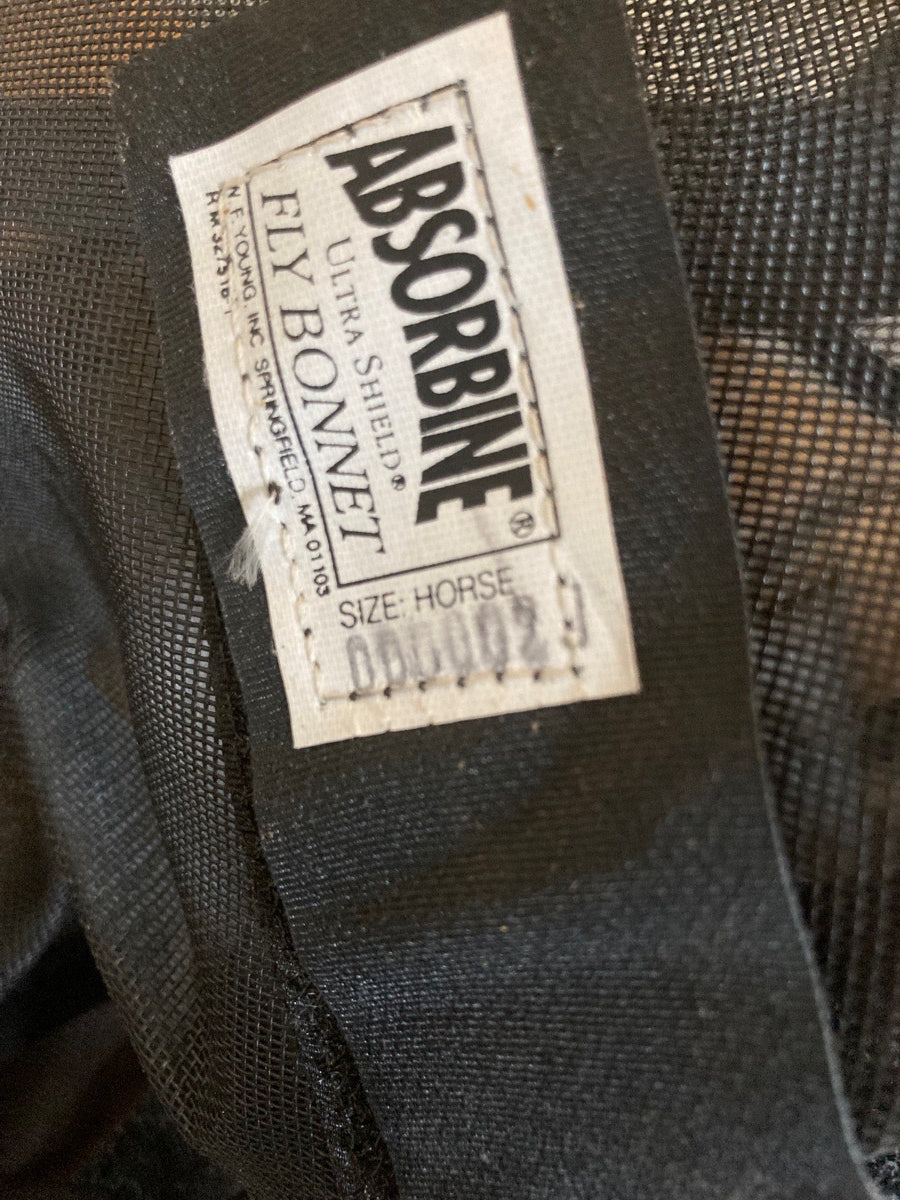 ABSORBINE®
ULTRA SHIELD®
FLY BONNET
W. F. YOUNG, INC. SPRINGFIELD, MA 01103
SIZE: HORSE